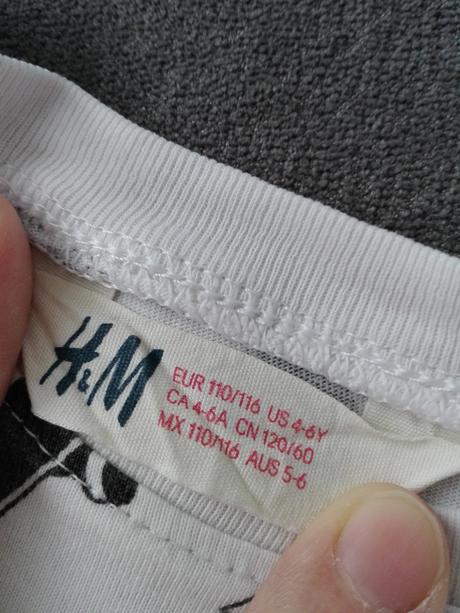 H&M
EUR 110/116 US 4-6Y
CA 4-6A CN 120/60
MX 110/116 AUS 5-6